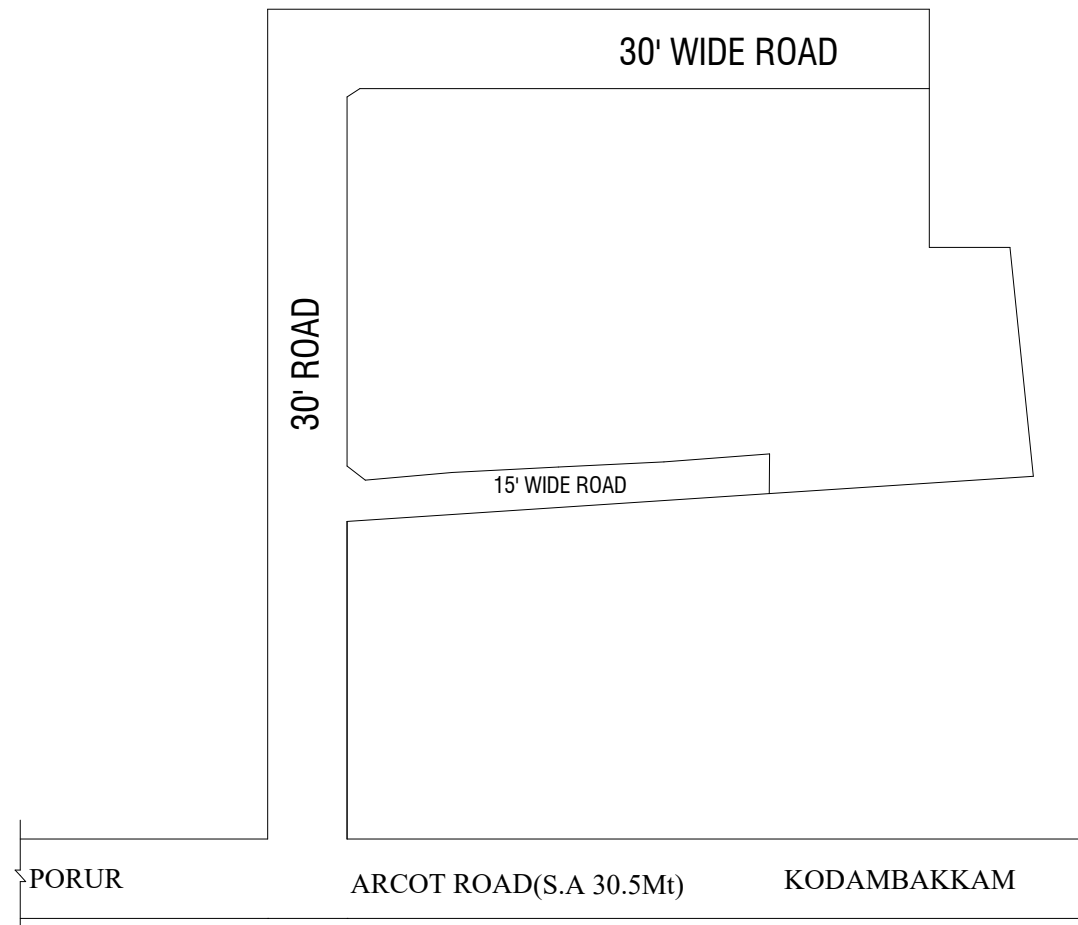 30' WIDE ROAD
30' ROAD
15' WIDE ROAD
PORUR
ARCOT ROAD(S.A 30.5Mt)
KODAMBAKKAM